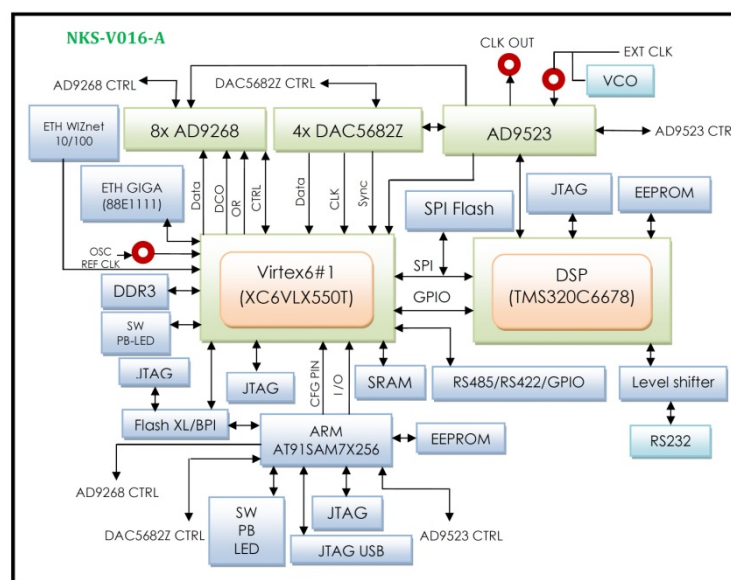 NKS-V016-A
CLK OUT
EXT CLK
VCO
AD9268 CTRL
DAC5682Z CTRL
ETH WIZnet
10/100
8x AD9268
4x DAC5682Z
AD9523
AD9523 CTR
ETH GIGA
(88E1111)
Data
DCO
OR
CTRL
Data
CLK
Sync
SPI Flash
JTAG
EEPROM
OSC
REF CLK
Virtex6#1
(XC6VLX550T)
SPI
GPIO
DSP
(TMS320C6678)
DDR3
SW
PB-LED
JTAG
JTAG
CFG PIN
I/O
SRAM
RS485/RS422/GPIO
Level shifter
Flash XL/BPI
ARM
AT91SAM7X256
EEPROM
RS232
AD9268 CTRL
DAC5682Z CTRL
SW
PB
LED
JTAG
JTAG USB
AD9523 CTRL